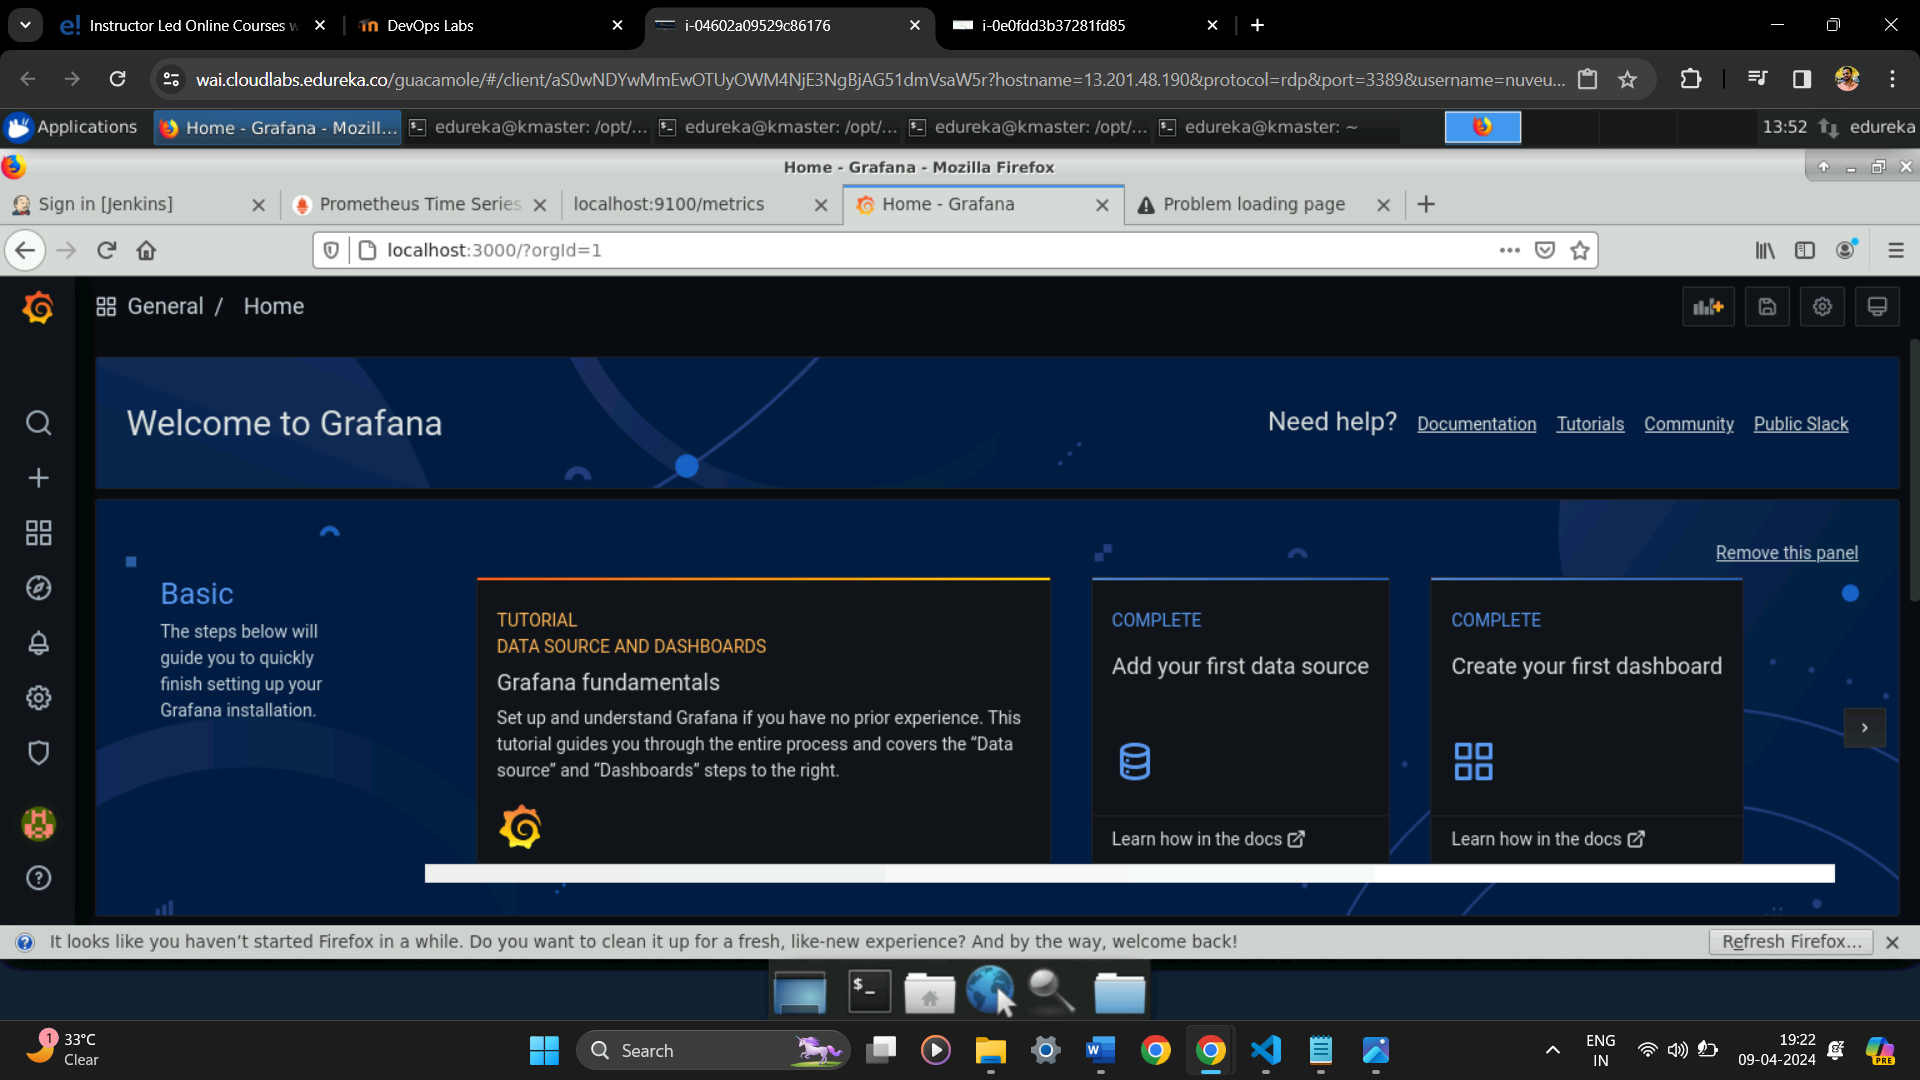 Instructor Led Online Courses w
DevOps Labs
i-04602a09529c86176
i-0e0fdd3b37281fd85
wai.cloudlabs.edureka.co/guacamole/#/client/aS0wNDYwMmEwOTUyOWM4NjE3NgBjAG51dmVsaW5r?hostname=13.201.48.190&protocol=rdp&port=3389&username=nuveu...
Applications
Home - Grafana - Mozill...
edureka@kmaster: /opt/...
edureka@kmaster: /opt/...
edureka@kmaster: /opt/...
edureka@kmaster: ~
13:52
edureka
Home - Grafana - Mozilla Firefox
Sign in [Jenkins]
Prometheus Time Series
localhost:9100/metrics
Home - Grafana
Problem loading page
localhost:3000/?orgId=1
General / Home
Welcome to Grafana
Need help?
Documentation
Tutorials
Community
Public Slack
Remove this panel
Basic
The steps below will
guide you to quickly
finish setting up your
Grafana installation.
TUTORIAL
DATA SOURCE AND DASHBOARDS
Grafana fundamentals
Set up and understand Grafana if you have no prior experience. This
tutorial guides you through the entire process and covers the “Data
source” and “Dashboards” steps to the right.
COMPLETE
Add your first data source
Learn how in the docs
COMPLETE
Create your first dashboard
Learn how in the docs
It looks like you haven’t started Firefox in a while. Do you want to clean it up for a fresh, like-new experience? And by the way, welcome back!
Refresh Firefox...
$_
1
33°C
Clear
Search
ENG
IN
19:22
09-04-2024
PRE